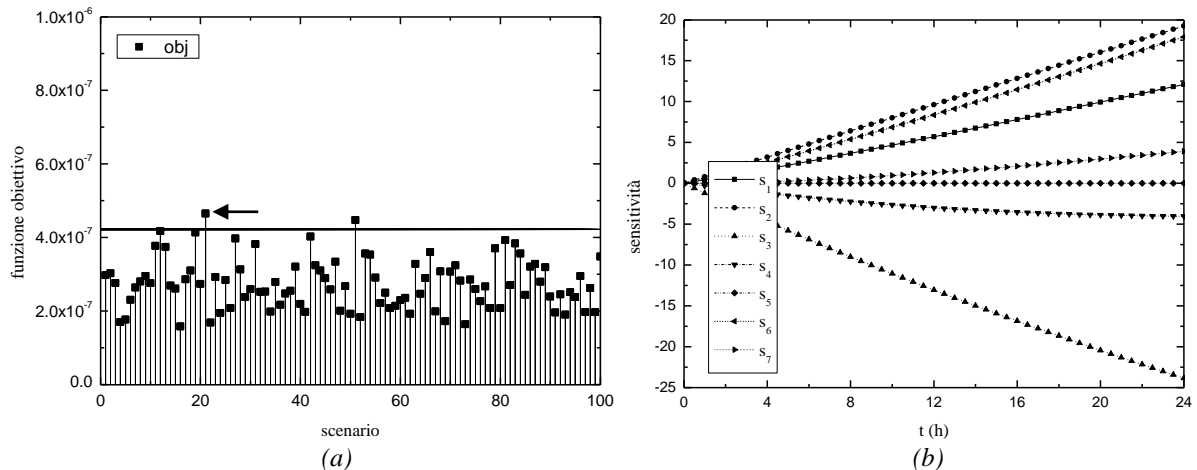 1.0x10⁻⁶
8.0x10⁻⁷
6.0x10⁻⁷
4.0x10⁻⁷
2.0x10⁻⁷
0.0
funzione obiettivo
obj
0
20
40
60
80
100
scenario
(a)
20
15
10
5
0
-5
-10
-15
-20
-25
sensitività
s₁
s₂
s₃
s₄
s₅
s₆
s₇
0
4
8
12
16
20
24
t (h)
(b)